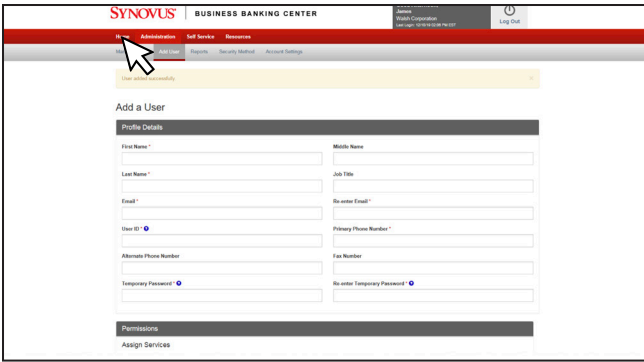 SYNOVUS® BUSINESS BANKING CENTER
James
Walsh Corporation
Log Out
Home Administration Self Service Resources
Add User Reports Security Method Account Settings
User added successfully ×
Add a User
Profile Details
First Name * Middle Name
Last Name * Job Title
Email * Re-enter Email *
User ID * Primary Phone Number *
Alternate Phone Number Fax Number
Temporary Password * Re-enter Temporary Password *
Permissions
Assign Services